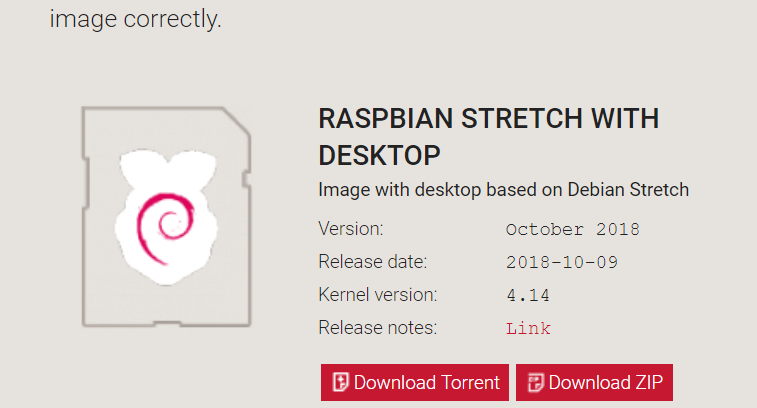 image correctly.
RASPBIAN STRETCH WITH
DESKTOP
Image with desktop based on Debian Stretch
Version: October 2018
Release date: 2018-10-09
Kernel version: 4.14
Release notes: Link
Download Torrent Download ZIP